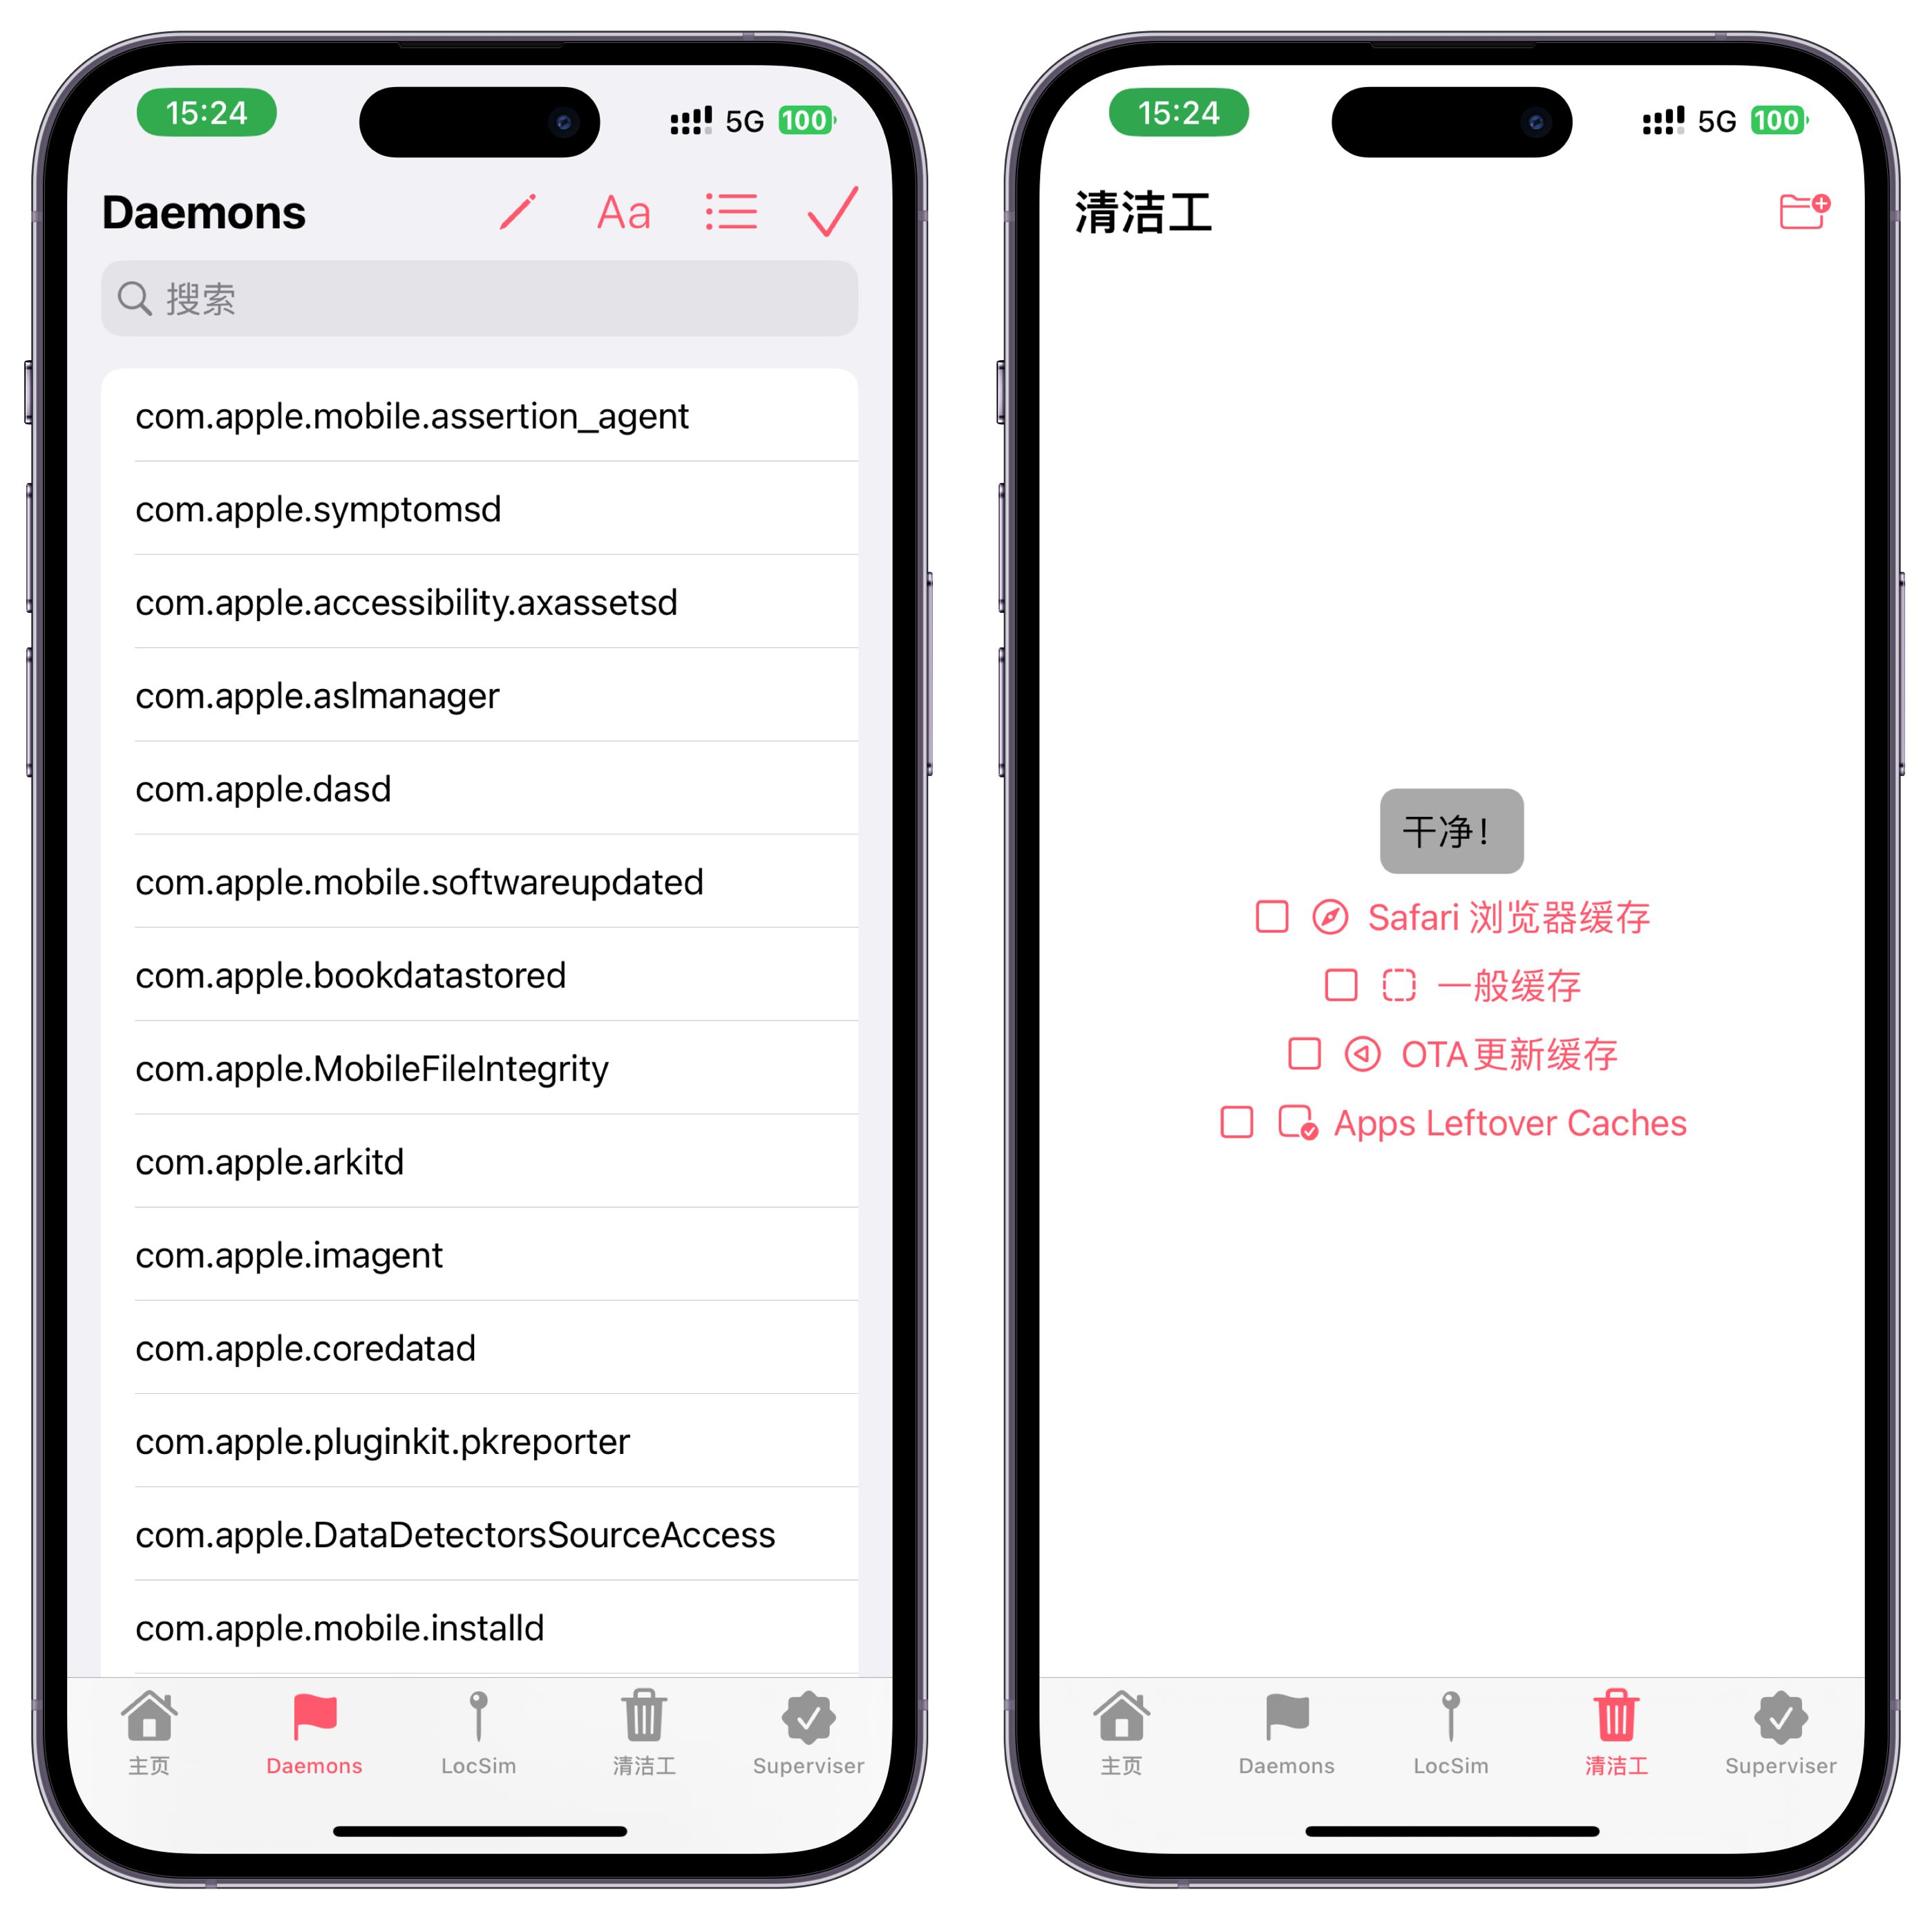 15:24
5G 100
Daemons
Aa
搜索
com.apple.mobile.assertion_agent
com.apple.symptomsd
com.apple.accessibility.axassetsd
com.apple.aslmanager
com.apple.dasd
com.apple.mobile.softwareupdated
com.apple.bookdatastored
com.apple.MobileFileIntegrity
com.apple.arkitd
com.apple.imagent
com.apple.coredatad
com.apple.pluginkit.pkreporter
com.apple.DataDetectorsSourceAccess
com.apple.mobile.installd
主页
Daemons
LocSim
清洁工
Superviser
15:24
5G 100
清洁工
干净！
Safari 浏览器缓存
一般缓存
OTA更新缓存
Apps Leftover Caches
主页
Daemons
LocSim
清洁工
Superviser